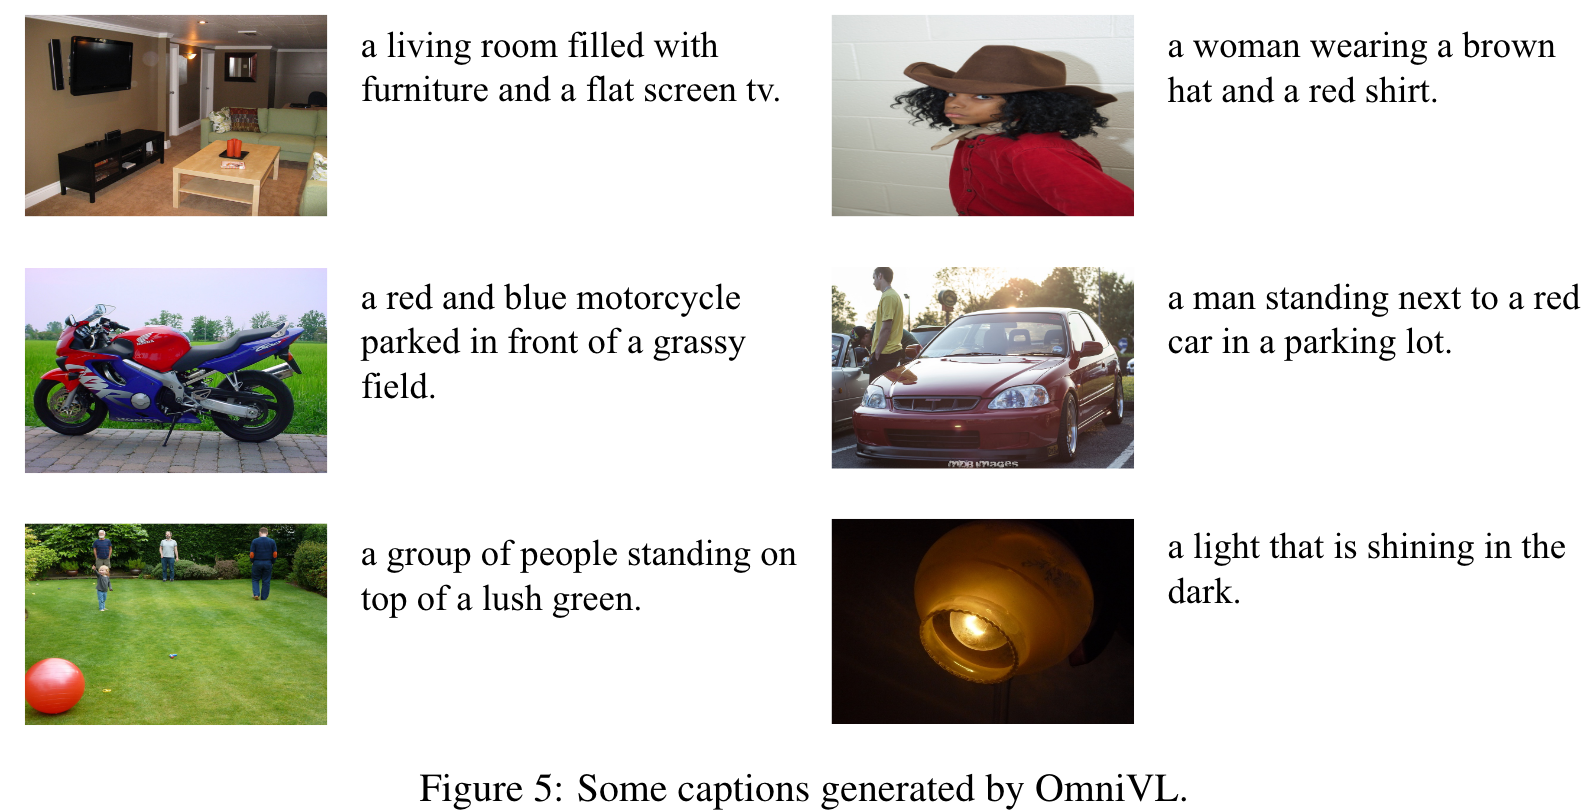 a living room filled with
furniture and a flat screen tv.
a woman wearing a brown
hat and a red shirt.
a red and blue motorcycle
parked in front of a grassy
field.
a man standing next to a red
car in a parking lot.
MDB Images
a group of people standing on
top of a lush green.
a light that is shining in the
dark.
Figure 5: Some captions generated by OmniVL.